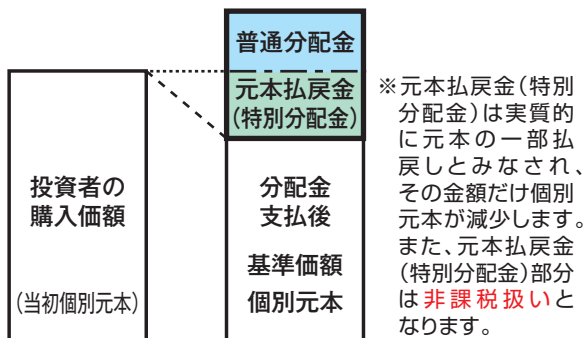 普通分配金
元本払戻金
(特別分配金)
投資者の
購入価額
(当初個別元本)
分配金
支払後
基準価額
個別元本
※元本払戻金(特別
分配金)は実質的
に元本の一部払
戻しとみなされ、
その金額だけ個別
元本が減少します。
また、元本払戻金
(特別分配金)部分
は非課税扱いと
なります。